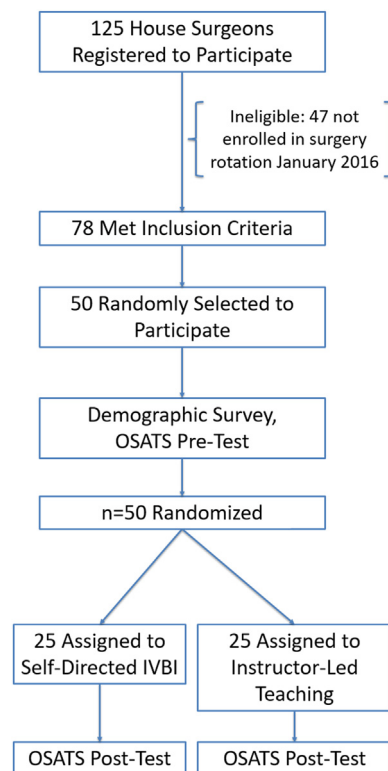 125 House Surgeons
Registered to Participate
Ineligible: 47 not
enrolled in surgery
rotation January 2016
78 Met Inclusion Criteria
50 Randomly Selected to
Participate
Demographic Survey,
OSATS Pre-Test
n=50 Randomized
25 Assigned to
Self-Directed IVBI
25 Assigned to
Instructor-Led
Teaching
OSATS Post-Test
OSATS Post-Test